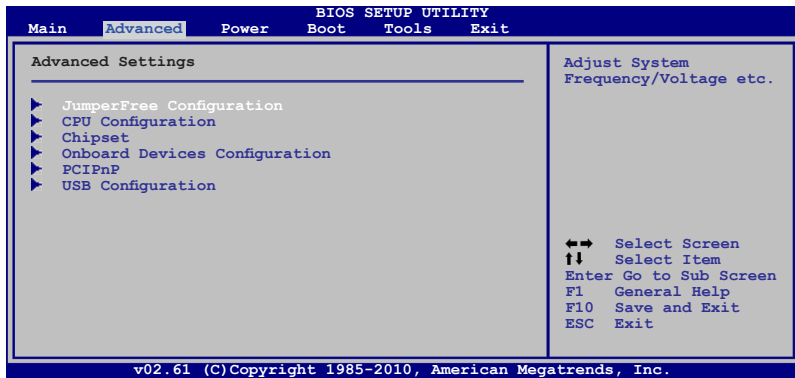 BIOS SETUP UTILITY
Main Advanced Power Boot Tools Exit
Advanced Settings
JumperFree Configuration
CPU Configuration
Chipset
Onboard Devices Configuration
PCIPnP
USB Configuration
Adjust System
Frequency/Voltage etc.
←→ Select Screen
↑↓ Select Item
Enter Go to Sub Screen
F1 General Help
F10 Save and Exit
ESC Exit
v02.61 (C)Copyright 1985-2010, American Megatrends, Inc.